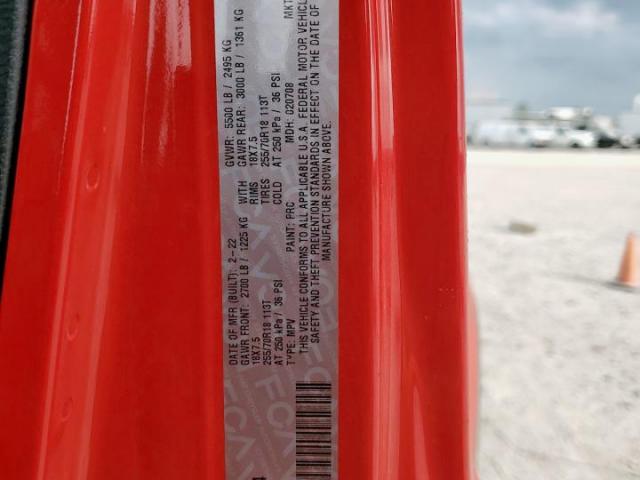 DATE OF MFR (BUILT): 2-22 GVWR: 5500 LB / 2495 KG
GAWR FRONT: 2700 LB / 1225 KG WITH GAWR REAR: 3000 LB / 1361 KG
18X7.5 RIMS 18X7.5
255/70R18 113T TIRES 255/70R18 113T
AT 250 kPa / 36 PSI COLD AT 250 kPa / 36 PSI
TYPE: MPV PAINT: PRC MDH: 020708 MKT
THIS VEHICLE CONFORMS TO ALL APPLICABLE U.S.A. FEDERAL MOTOR VEHICL
SAFETY AND THEFT PREVENTION STANDARDS IN EFFECT ON THE DATE OF
MANUFACTURE SHOWN ABOVE.